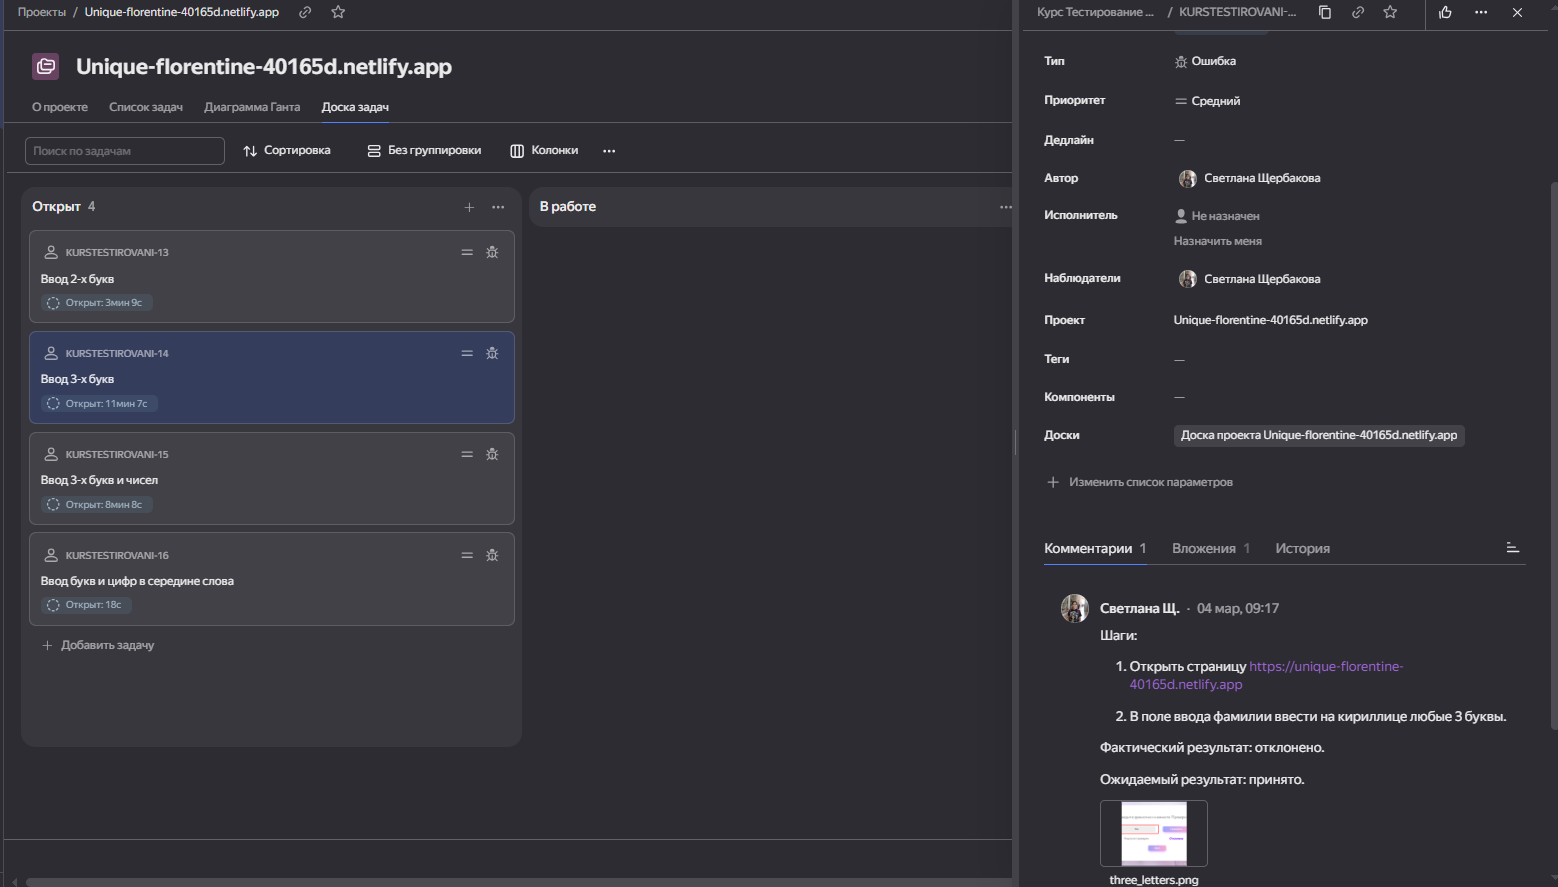 Проекты / Unique-florentine-40165d.netlify.app
Unique-florentine-40165d.netlify.app
О проекте Список задач Диаграмма Ганта Доска задач
Поиск по задачам Сортировка Без группировки Колонки
Открыт 4
KURSTESTIROVANI-13
Ввод 2-х букв
Открыт: 3мин 9с
KURSTESTIROVANI-14
Ввод 3-х букв
Открыт: 11мин 7с
KURSTESTIROVANI-15
Ввод 3-х букв и чисел
Открыт: 8мин 8с
KURSTESTIROVANI-16
Ввод букв и цифр в середине слова
Открыт: 18с
Добавить задачу
В работе
Курс Тестирование ... / KURSTESTIROVANI-...
Тип Ошибка
Приоритет Средний
Дедлайн —
Автор Светлана Щербакова
Исполнитель Не назначен
Назначить меня
Наблюдатели Светлана Щербакова
Проект Unique-florentine-40165d.netlify.app
Теги —
Компоненты —
Доски Доска проекта Unique-florentine-40165d.netlify.app
Изменить список параметров
Комментарии 1 Вложения 1 История
Светлана Щ. · 04 мар, 09:17
Шаги:
1. Открыть страницу https://unique-florentine-
40165d.netlify.app
2. В поле ввода фамилии ввести на кириллице любые 3 буквы.
Фактический результат: отклонено.
Ожидаемый результат: принято.
three_letters.png